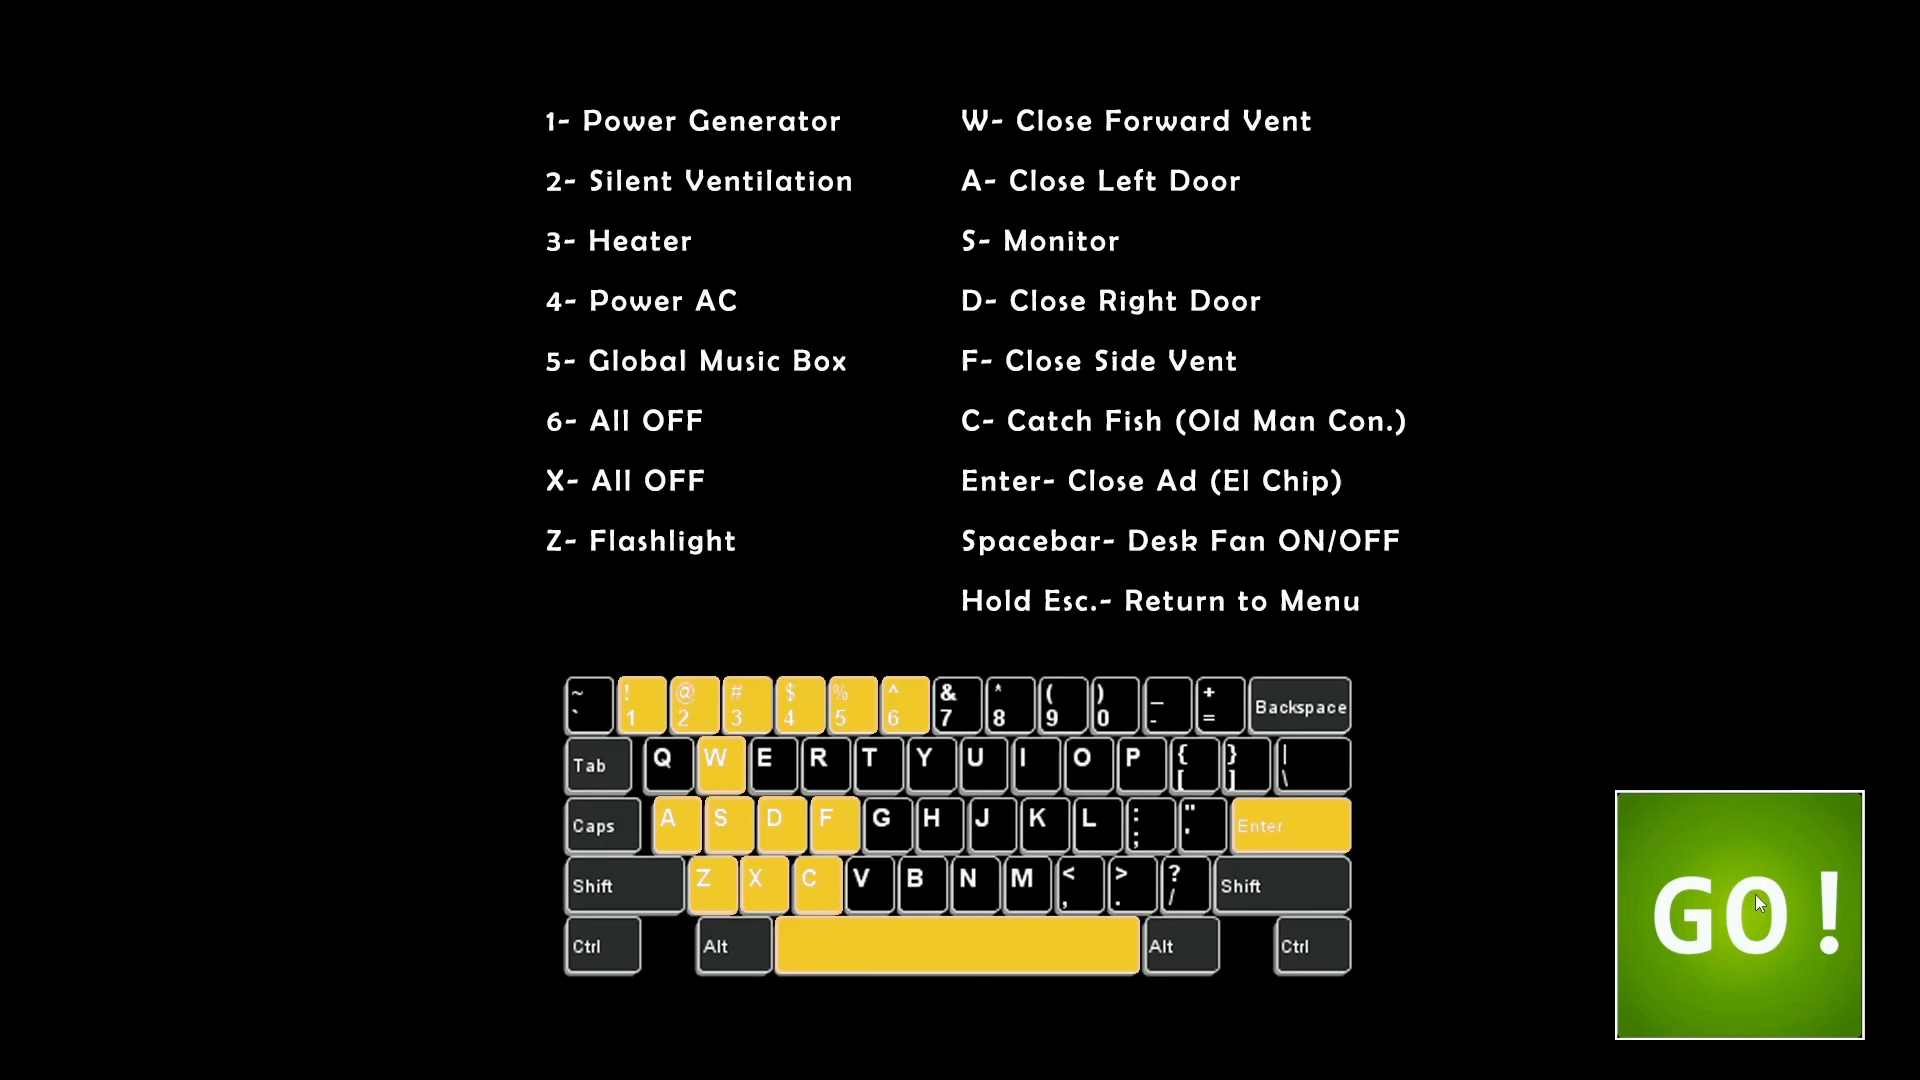 1- Power Generator
2- Silent Ventilation
3- Heater
4- Power AC
5- Global Music Box
6- All OFF
X- All OFF
Z- Flashlight
W- Close Forward Vent
A- Close Left Door
S- Monitor
D- Close Right Door
F- Close Side Vent
C- Catch Fish (Old Man Con.)
Enter- Close Ad (El Chip)
Spacebar- Desk Fan ON/OFF
Hold Esc.- Return to Menu
~ ! @ # $ % ^ & * ( ) _ +
` 1 2 3 4 5 6 7 8 9 0 - = Backspace
Tab Q W E R T Y U I O P { } |
[ ] \
Caps A S D F G H J K L : " Enter
; '
Shift Z X C V B N M < > ? Shift
, . /
Ctrl Alt Alt Ctrl
GO!